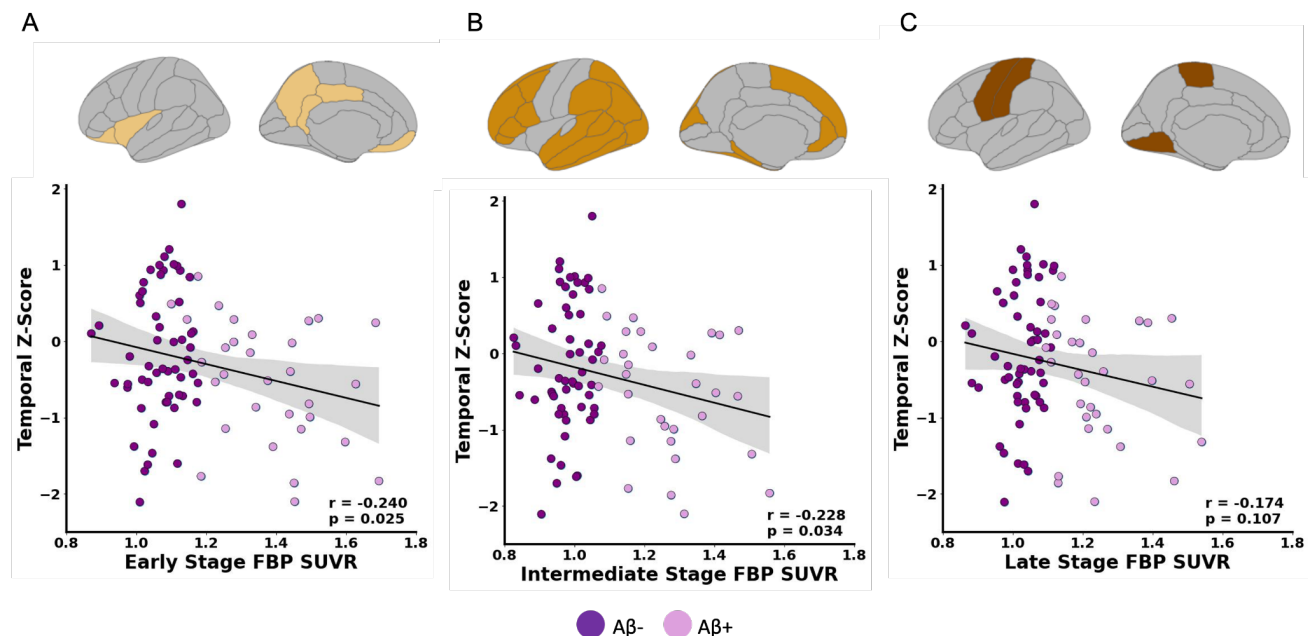 A
B
C
2
1
0
−1
−2
Temporal Z-Score
r = -0.240
p = 0.025
0.8 1.0 1.2 1.4 1.6 1.8
Early Stage FBP SUVR
2
1
0
−1
−2
Temporal Z-Score
r = -0.228
p = 0.034
0.8 1.0 1.2 1.4 1.6 1.8
Intermediate Stage FBP SUVR
2
1
0
−1
−2
Temporal Z-Score
r = -0.174
p = 0.107
0.8 1.0 1.2 1.4 1.6 1.8
Late Stage FBP SUVR
Aβ- Aβ+